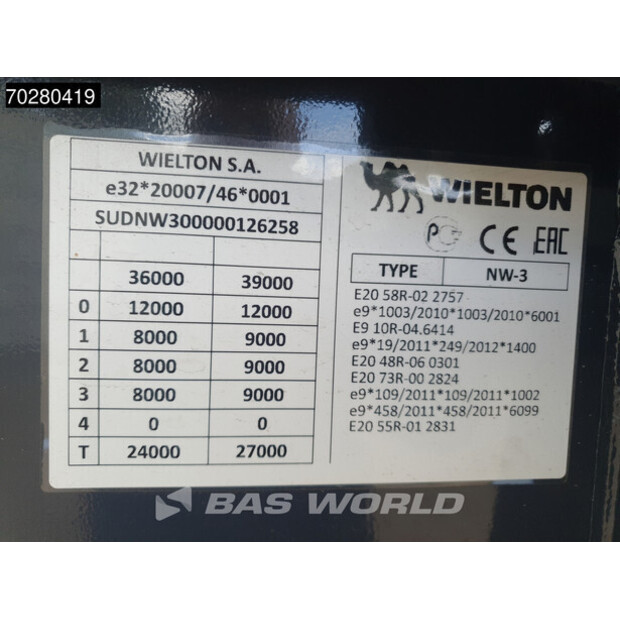 70280419
WIELTON S.A.
e32*20007/46*0001
SUDNW300000126258
36000 39000
0 12000 12000
1 8000 9000
2 8000 9000
3 8000 9000
4 0 0
T 24000 27000
WIELTON
PG CE EAC
TYPE NW-3
E20 58R-02 2757
e9*1003/2010*1003/2010*6001
E9 10R-04.6414
e9*19/2011*249/2012*1400
E20 48R-06 0301
E20 73R-00 2824
e9*109/2011*109/2011*1002
e9*458/2011*458/2011*6099
E20 55R-01 2831
BAS WORLD